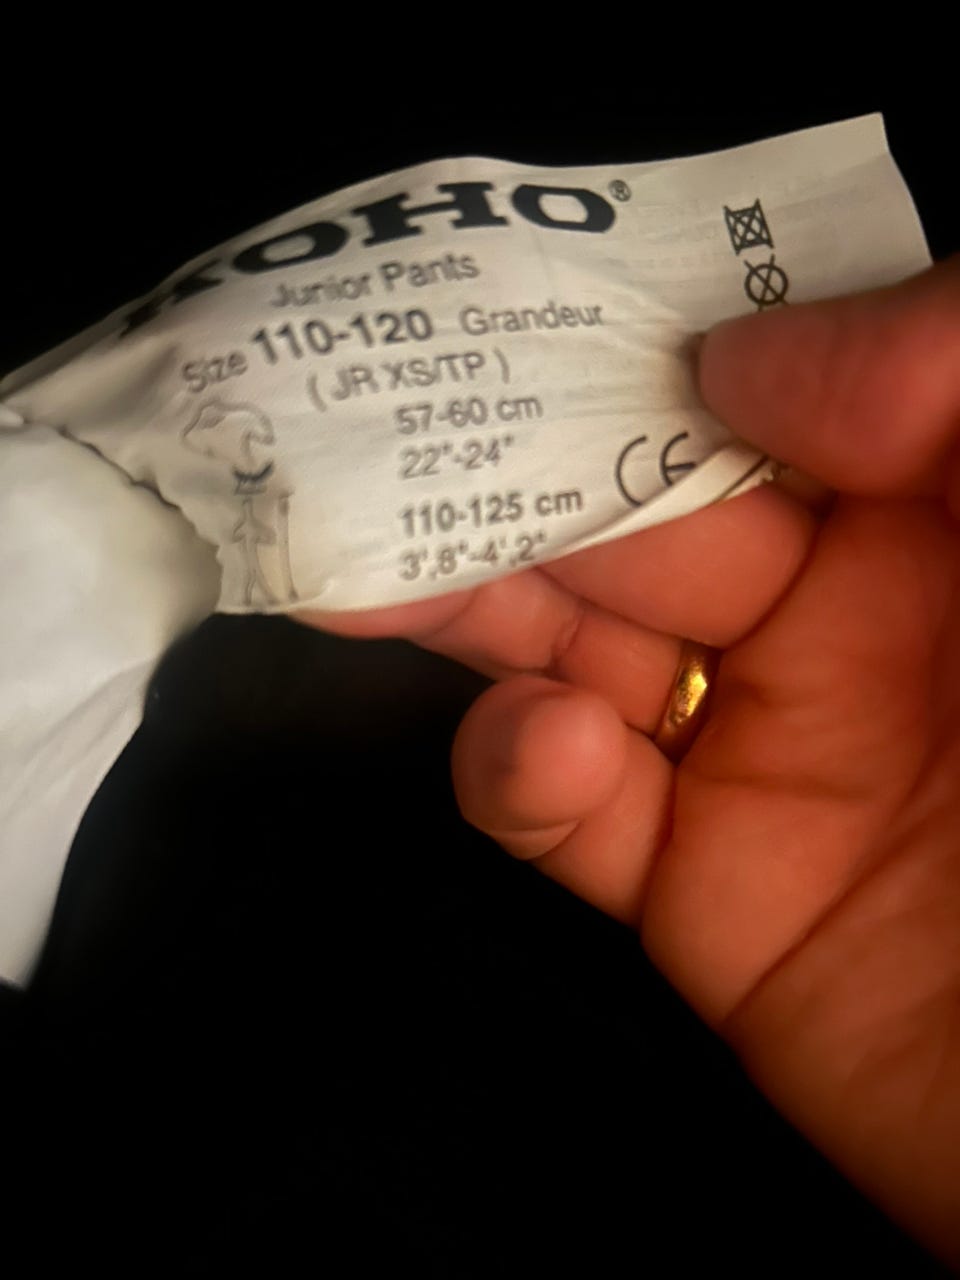 KOHO®
Junior Pants
Size 110-120 Grandeur
( JR XS/TP )
57-60 cm
22"-24"
110-125 cm
3',8"-4',2"
CE